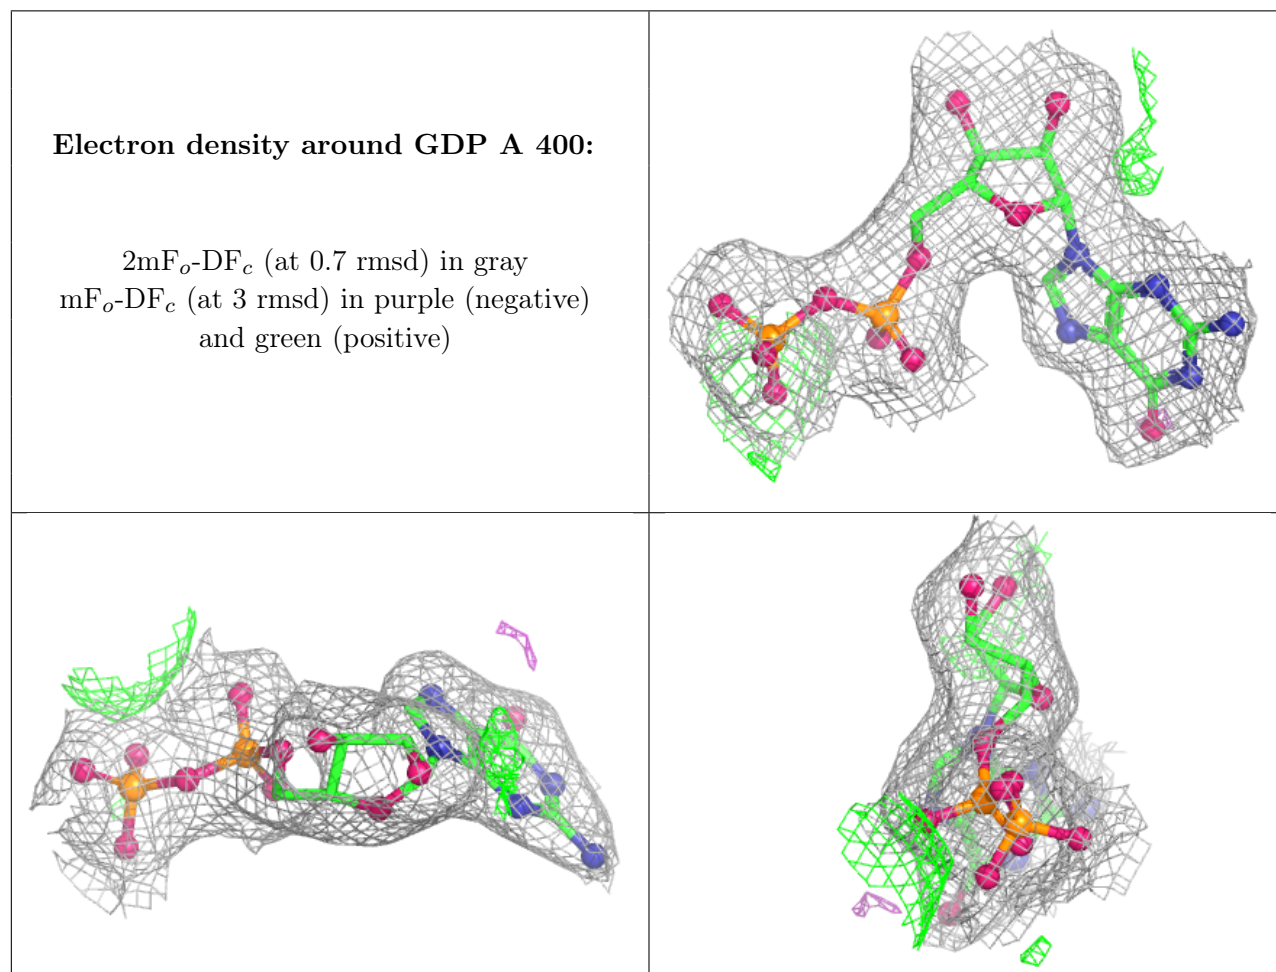 Electron density around GDP A 400:
2mFo-DFc (at 0.7 rmsd) in gray
mFo-DFc (at 3 rmsd) in purple (negative)
and green (positive)